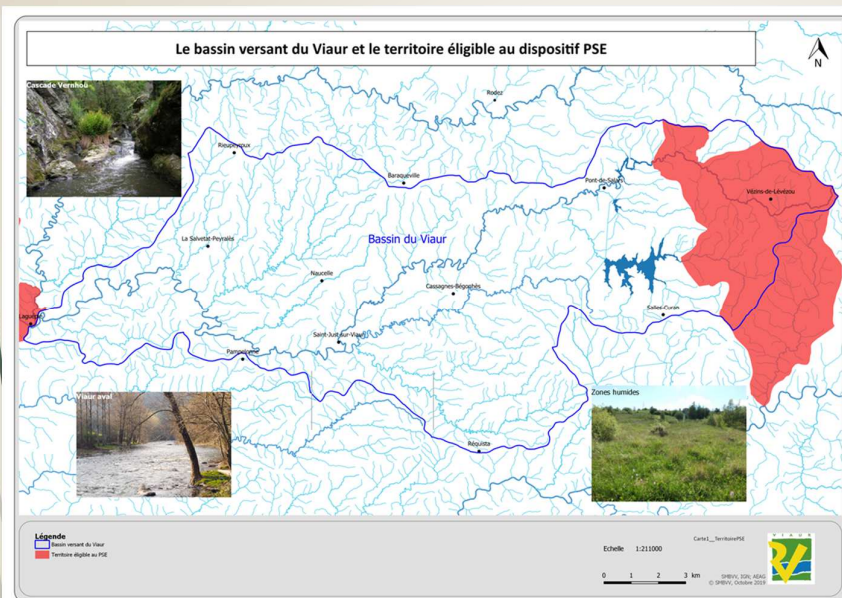 Le bassin versant du Viaur et le territoire éligible au dispositif PSE
N
Cascade Vernhou
Rodez
Rieupeyroux
Baraqueville
Pont-de-Salars
Vézins-de-Lévézou
La Salvetat-Peyralès
Bassin du Viaur
Naucelle
Cassagnes-Bégonhès
Laguépie
Salles-Curan
Saint-Just-sur-Viaur
Pampelonne
Viaur aval
Zones humides
Réquista
Légende
Bassin versant du Viaur
Territoire éligible au PSE
Carte1__TerritoirePSE
Echelle 1:211000
0 1 2 3 km
SMBVV, IGN, AEAG
© SMBVV, Octobre 2019
VIAUR